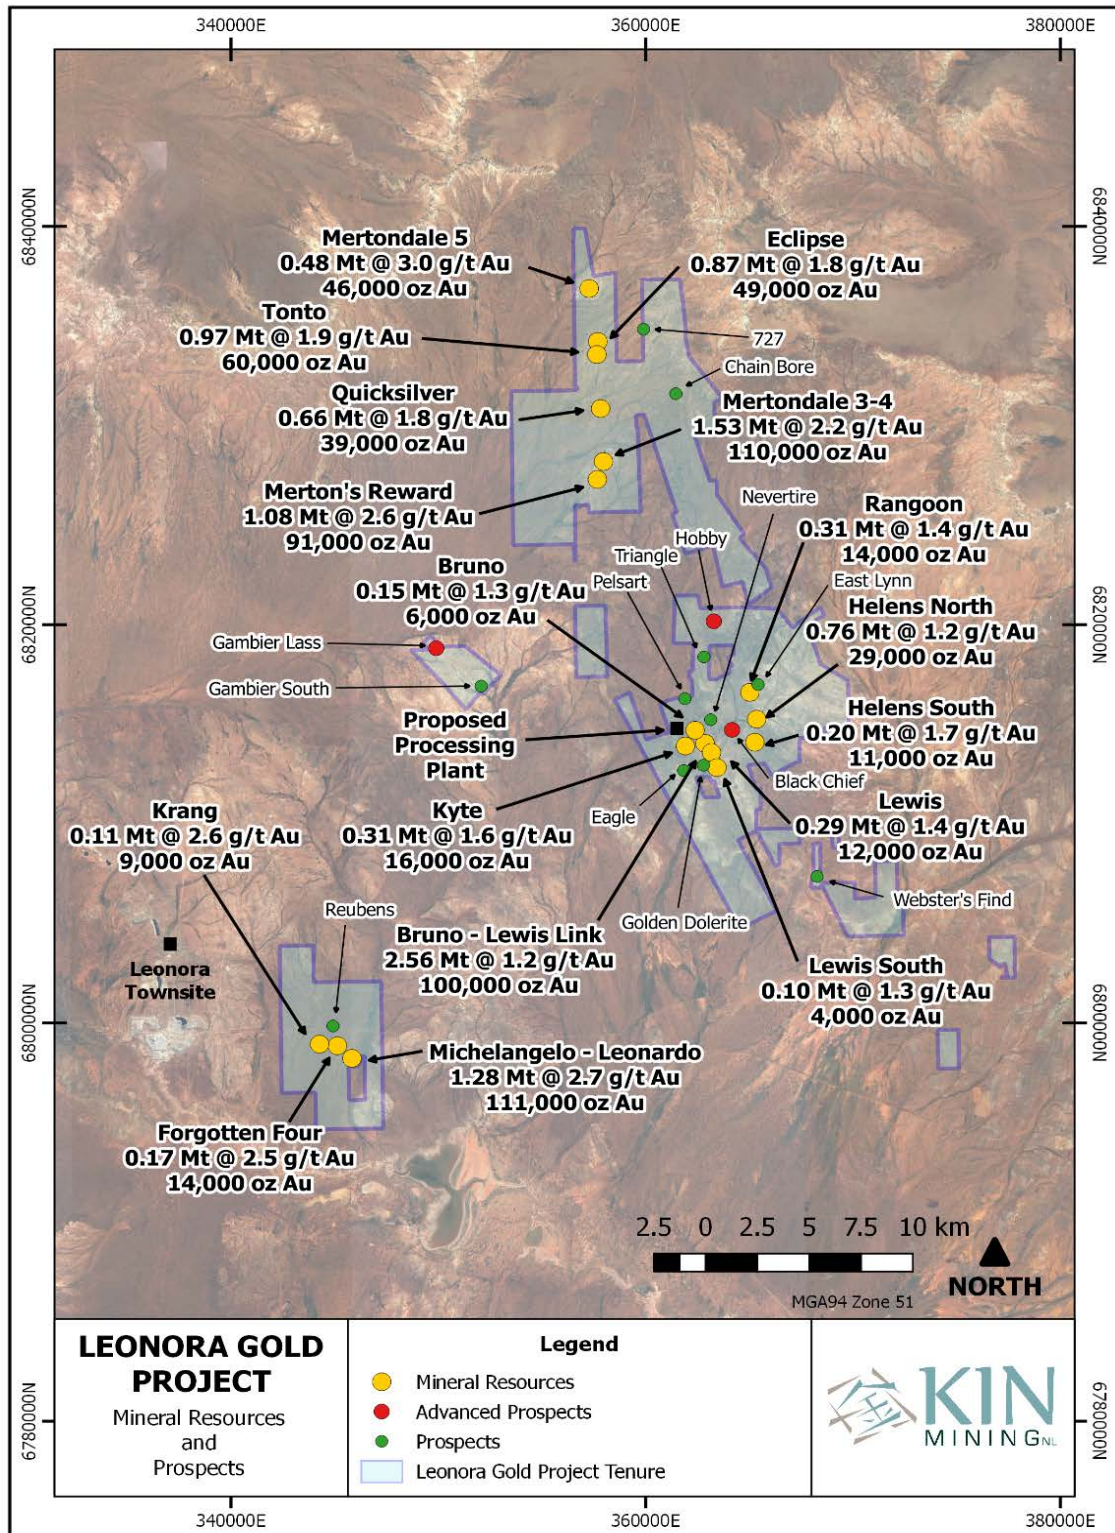 340000E 360000E 380000E
6840000N
6840000N
Mertondale 5
0.48 Mt @ 3.0 g/t Au
46,000 oz Au
Eclipse
0.87 Mt @ 1.8 g/t Au
49,000 oz Au
Tonto
0.97 Mt @ 1.9 g/t Au
60,000 oz Au
727
Chain Bore
Quicksilver
0.66 Mt @ 1.8 g/t Au
39,000 oz Au
Mertondale 3-4
1.53 Mt @ 2.2 g/t Au
110,000 oz Au
Merton's Reward
1.08 Mt @ 2.6 g/t Au
91,000 oz Au
Nevertire
Rangoon
0.31 Mt @ 1.4 g/t Au
14,000 oz Au
Hobby
Triangle
Pelsart
East Lynn
Bruno
0.15 Mt @ 1.3 g/t Au
6,000 oz Au
6820000N
6820000N
Helens North
0.76 Mt @ 1.2 g/t Au
29,000 oz Au
Gambier Lass
Gambier South
Proposed
Processing
Plant
Helens South
0.20 Mt @ 1.7 g/t Au
11,000 oz Au
Black Chief
Eagle
Krang
0.11 Mt @ 2.6 g/t Au
9,000 oz Au
Kyte
0.31 Mt @ 1.6 g/t Au
16,000 oz Au
Lewis
0.29 Mt @ 1.4 g/t Au
12,000 oz Au
Webster's Find
Reubens
Golden Dolerite
Bruno - Lewis Link
2.56 Mt @ 1.2 g/t Au
100,000 oz Au
Leonora
Townsite
Lewis South
0.10 Mt @ 1.3 g/t Au
4,000 oz Au
6800000N
6800000N
Michelangelo - Leonardo
1.28 Mt @ 2.7 g/t Au
111,000 oz Au
Forgotten Four
0.17 Mt @ 2.5 g/t Au
14,000 oz Au
2.5 0 2.5 5 7.5 10 km
NORTH
MGA94 Zone 51
LEONORA GOLD
PROJECT
Mineral Resources
and
Prospects
Legend
Mineral Resources
Advanced Prospects
Prospects
Leonora Gold Project Tenure
KIN
MINING NL
6780000N
6780000N
340000E 360000E 380000E